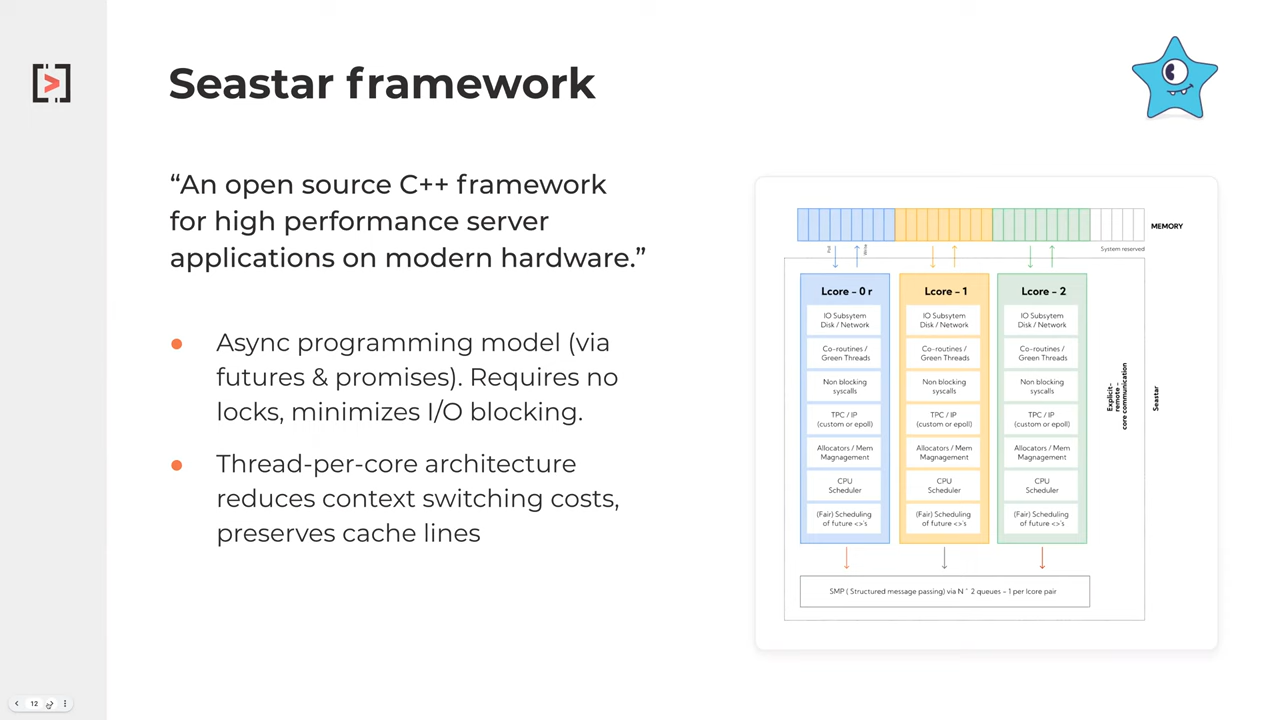 Seastar framework
“An open source C++ framework
for high performance server
applications on modern hardware.”
Async programming model (via
futures & promises). Requires no
locks, minimizes I/O blocking.
Thread-per-core architecture
reduces context switching costs,
preserves cache lines
MEMORY
System reserved
Lcore - 0 r
IO Subsytem
Disk / Network
Co-routines /
Green Threads
Non blocking
syscalls
TPC / IP
(custom or epoll)
Allocators / Mem
Magnagement
CPU
Scheduler
(Fair) Scheduling
of future <>'s
Lcore - 1
IO Subsytem
Disk / Network
Co-routines /
Green Threads
Non blocking
syscalls
TPC / IP
(custom or epoll)
Allocators / Mem
Magnagement
CPU
Scheduler
(Fair) Scheduling
of future <>'s
Lcore - 2
IO Subsytem
Disk / Network
Co-routines /
Green Threads
Non blocking
syscalls
TPC / IP
(custom or epoll)
Allocators / Mem
Magnagement
CPU
Scheduler
(Fair) Scheduling
of future <>'s
Explicit-
remote -
core communication
Seastar
SMP ( Structured message passing) via N ^ 2 queues - 1 per lcore pair
12